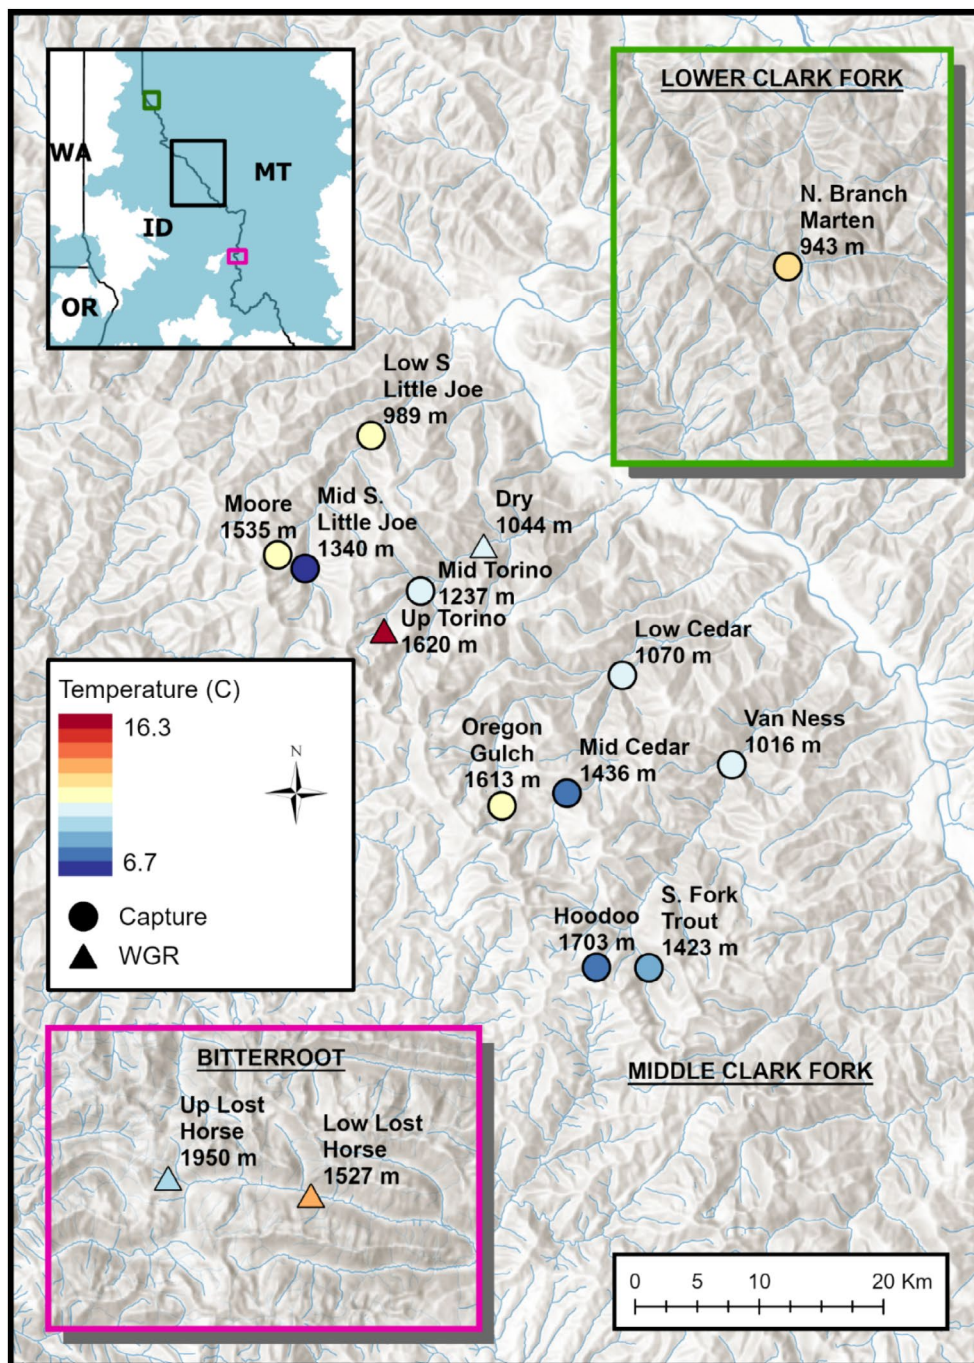 WA
MT
ID
OR
LOWER CLARK FORK
N. Branch
Marten
943 m
Low S
Little Joe
989 m
Moore
1535 m
Mid S.
Little Joe
1340 m
Dry
1044 m
Mid Torino
1237 m
Up Torino
1620 m
Low Cedar
1070 m
Van Ness
1016 m
Oregon
Gulch
1613 m
Mid Cedar
1436 m
Hoodoo
1703 m
S. Fork
Trout
1423 m
Temperature (C)
16.3
6.7
N
Capture
WGR
BITTERROOT
Up Lost
Horse
1950 m
Low Lost
Horse
1527 m
MIDDLE CLARK FORK
0 5 10 20 Km